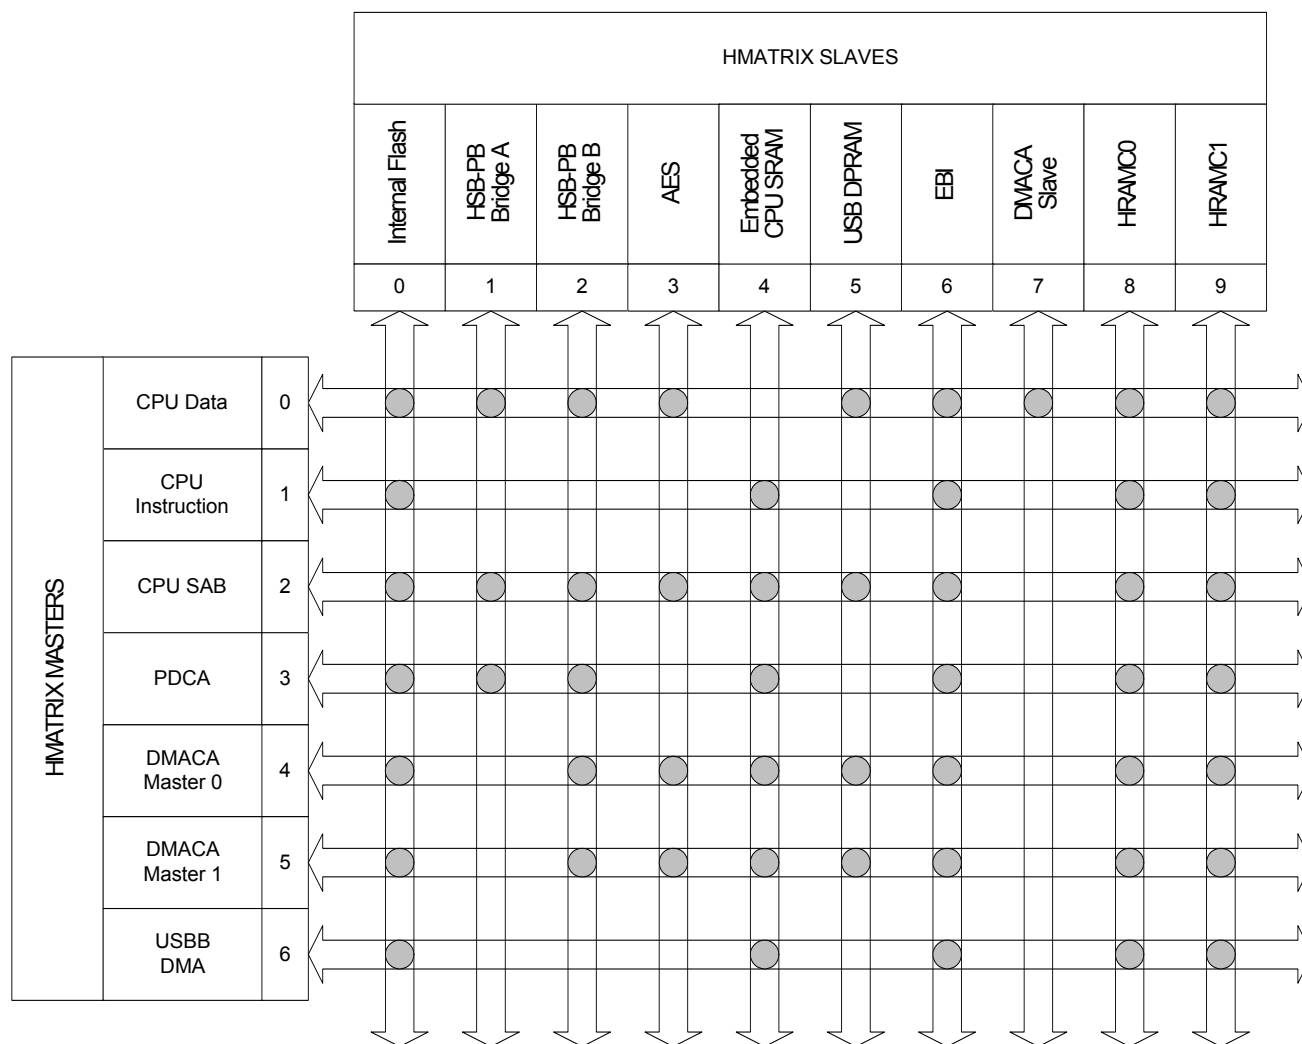 HMATRIX SLAVES
Internal Flash
HSB-PB
Bridge A
HSB-PB
Bridge B
AES
Embedded
CPU SRAM
USB DPRAM
EBI
DMACA
Slave
HRAMC0
HRAMC1
0 1 2 3 4 5 6 7 8 9
HMATRIX MASTERS
CPU Data 0
CPU
Instruction 1
CPU SAB 2
PDCA 3
DMACA
Master 0 4
DMACA
Master 1 5
USBB
DMA 6